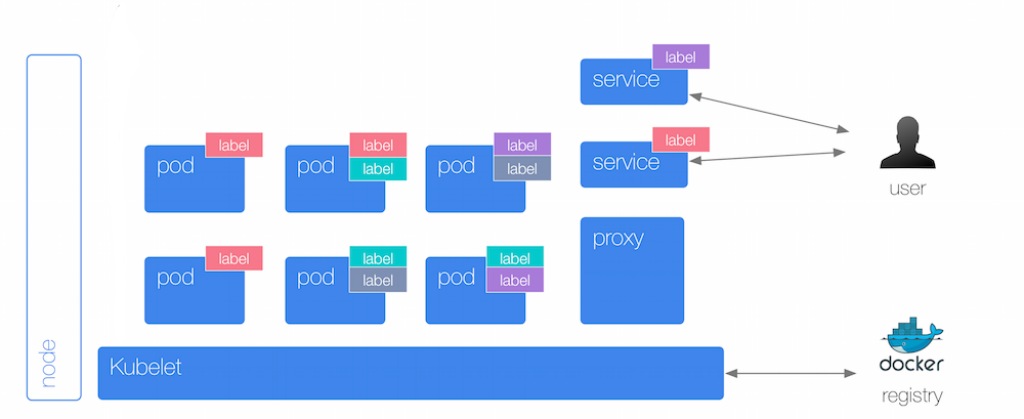 node
label
service
label
service
user
label
pod
label
label
pod
label
label
pod
label
pod
label
label
pod
label
label
pod
proxy
Kubelet
docker
registry